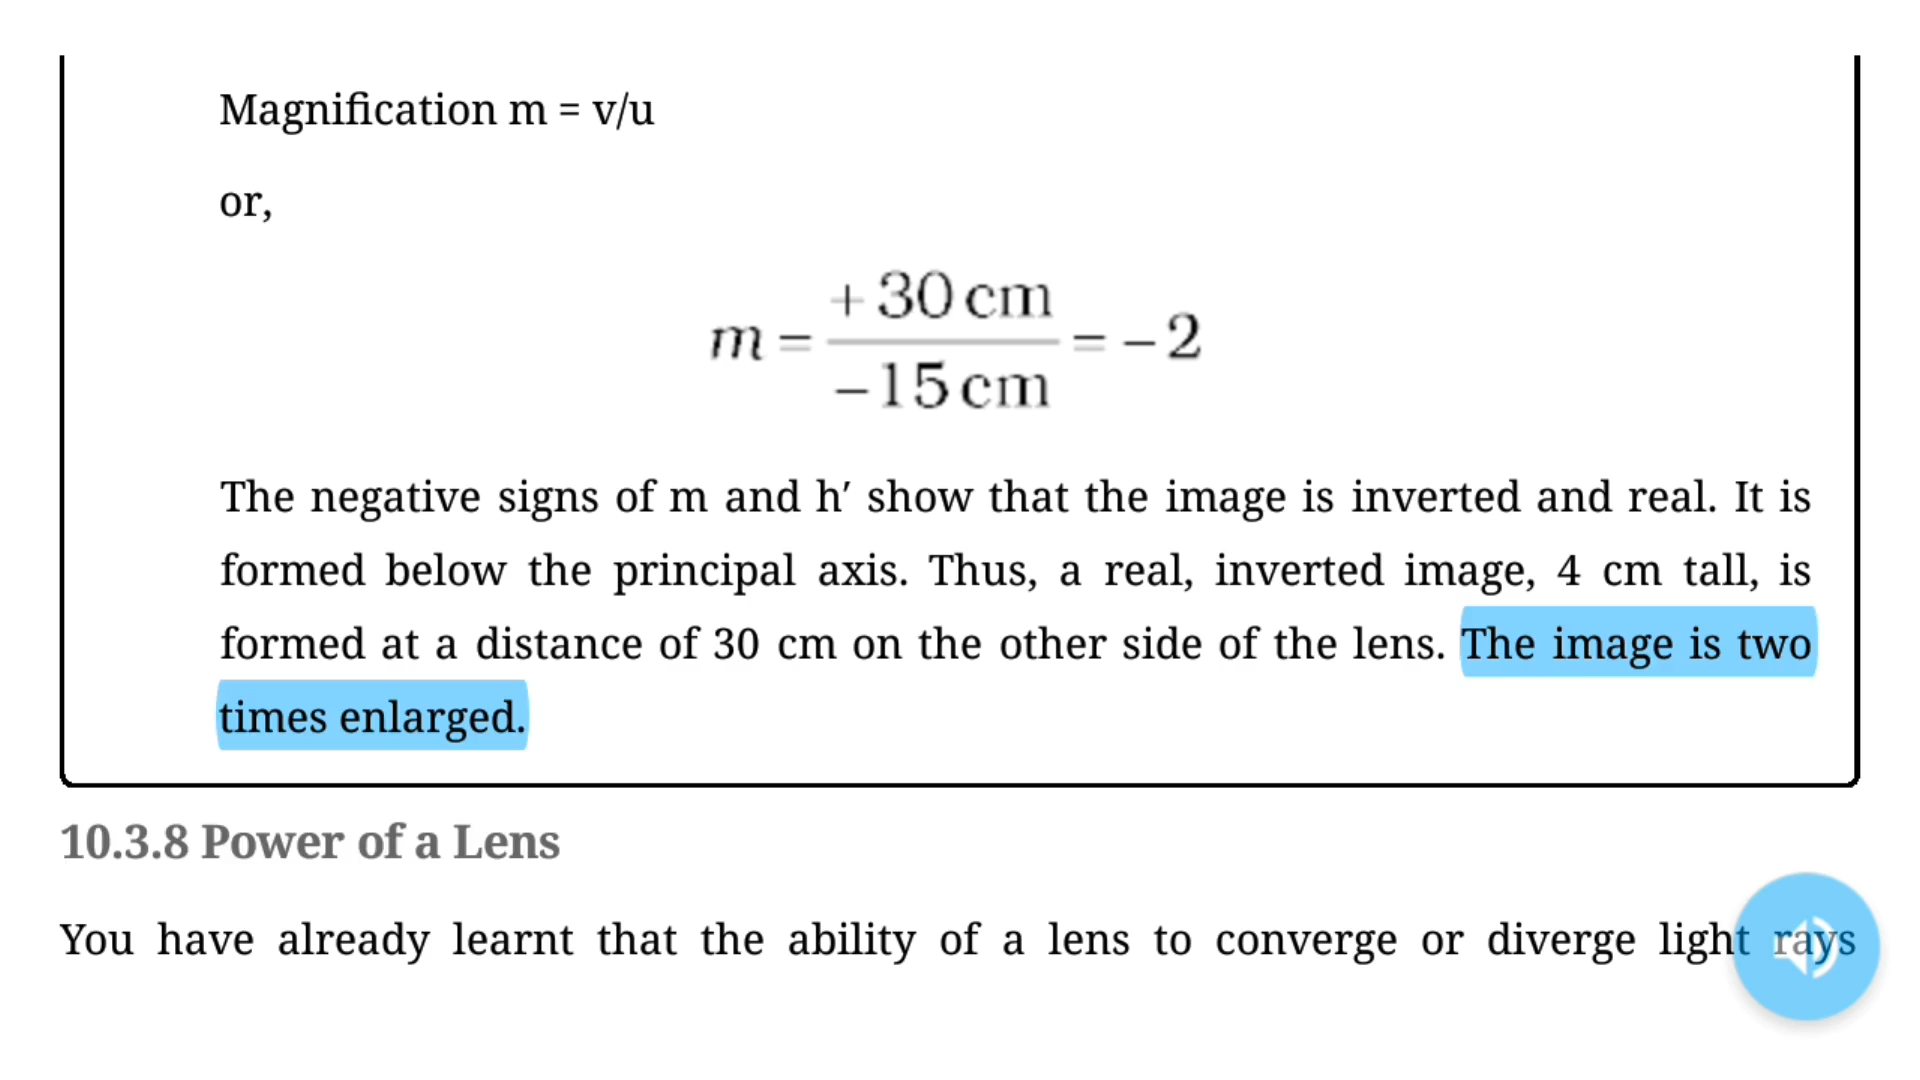 Magnification m = v/u
or,
m = +30 cm / −15 cm = −2
The negative signs of m and h′ show that the image is inverted and real. It is
formed below the principal axis. Thus, a real, inverted image, 4 cm tall, is
formed at a distance of 30 cm on the other side of the lens. The image is two
times enlarged.
10.3.8 Power of a Lens
You have already learnt that the ability of a lens to converge or diverge light rays